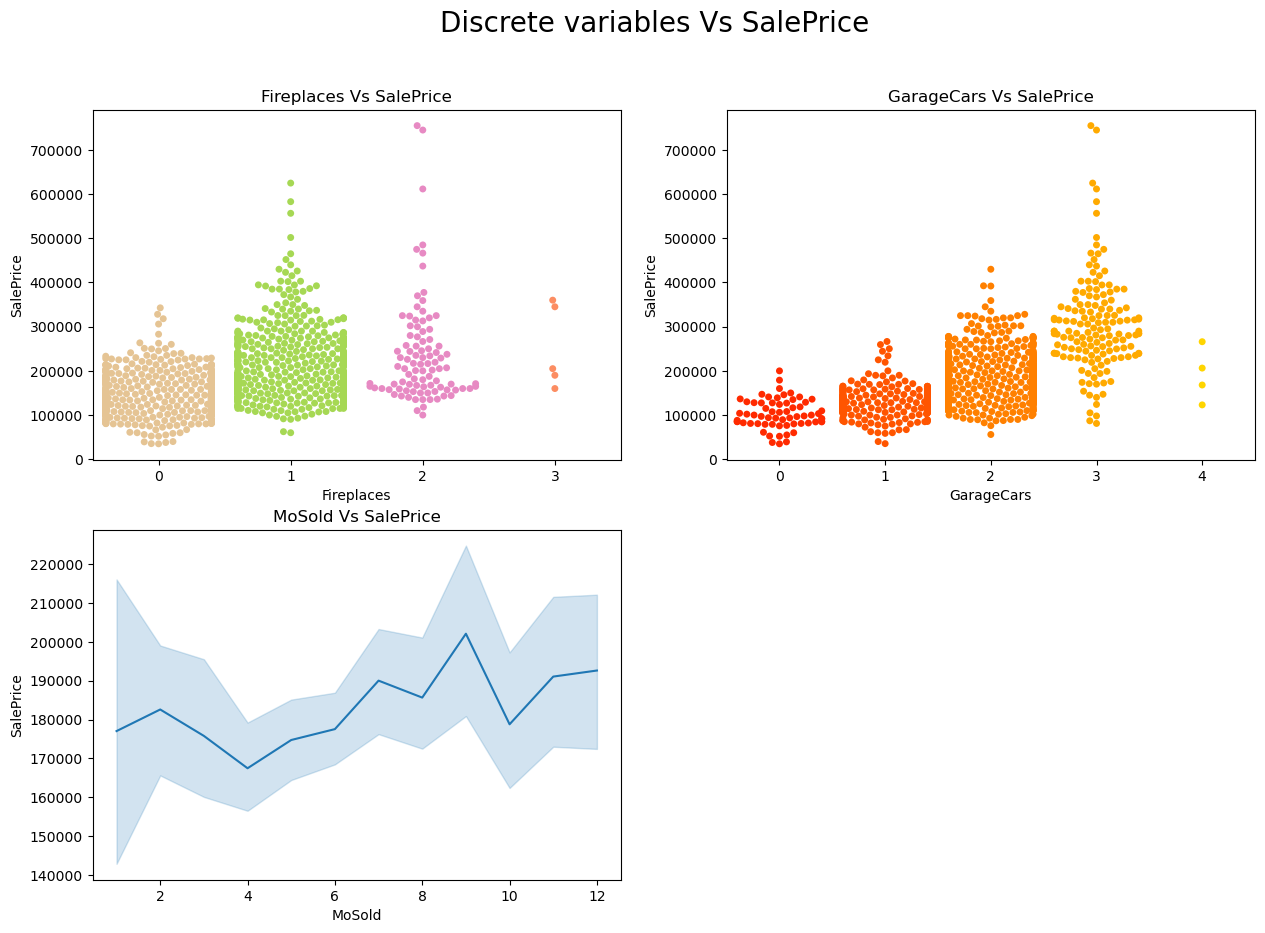 Discrete variables Vs SalePrice
Fireplaces Vs SalePrice
700000
600000
500000
400000
300000
200000
100000
0
SalePrice
0 1 2 3
Fireplaces
GarageCars Vs SalePrice
700000
600000
500000
400000
300000
200000
100000
0
SalePrice
0 1 2 3 4
GarageCars
MoSold Vs SalePrice
220000
210000
200000
190000
180000
170000
160000
150000
140000
SalePrice
2 4 6 8 10 12
MoSold